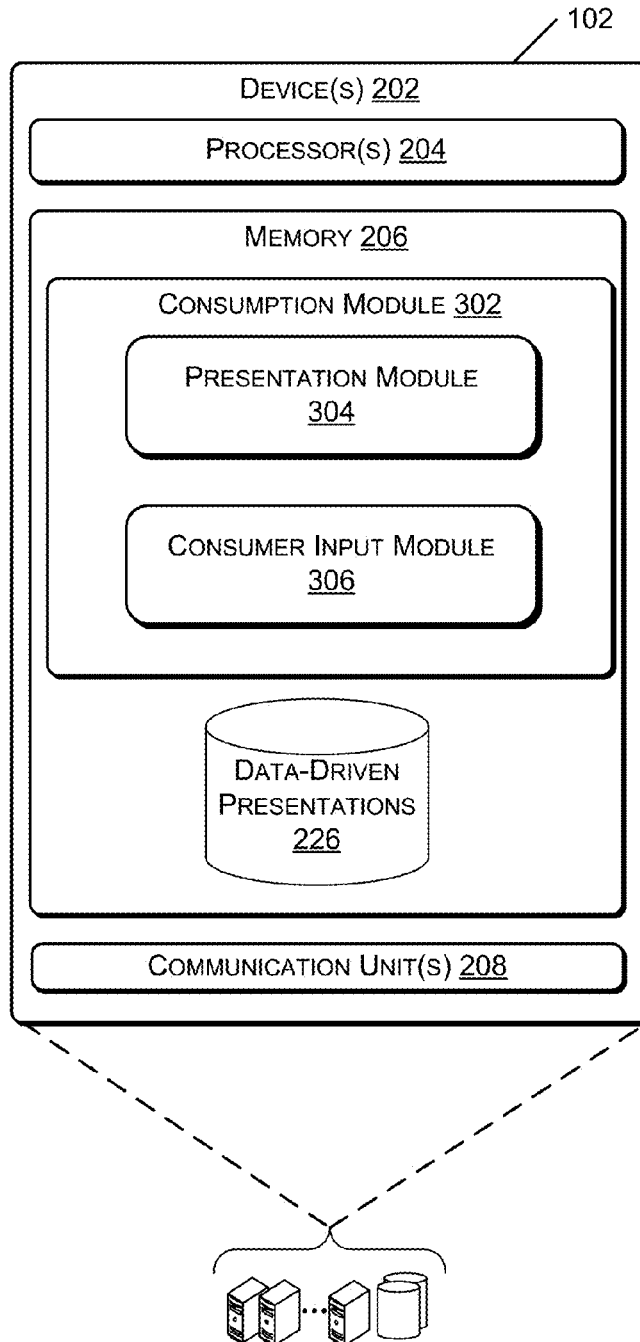 102
DEVICE(S) 202
PROCESSOR(S) 204
MEMORY 206
CONSUMPTION MODULE 302
PRESENTATION MODULE
304
CONSUMER INPUT MODULE
306
DATA-DRIVEN
PRESENTATIONS
226
COMMUNICATION UNIT(S) 208